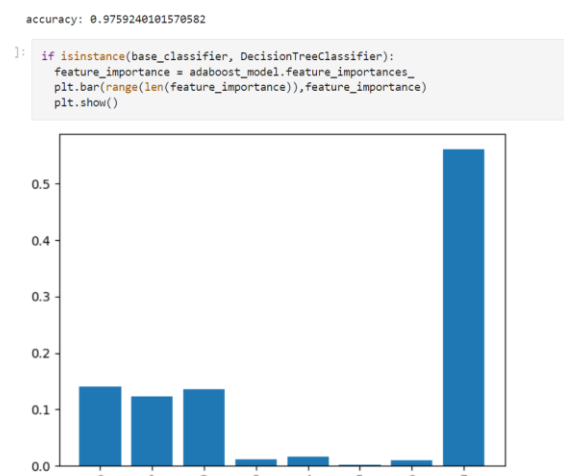 accuracy: 0.9759240101570582
]:
if isinstance(base_classifier, DecisionTreeClassifier):
  feature_importance = adaboost_model.feature_importances_
  plt.bar(range(len(feature_importance)),feature_importance)
  plt.show()
0.5
0.4
0.3
0.2
0.1
0.0